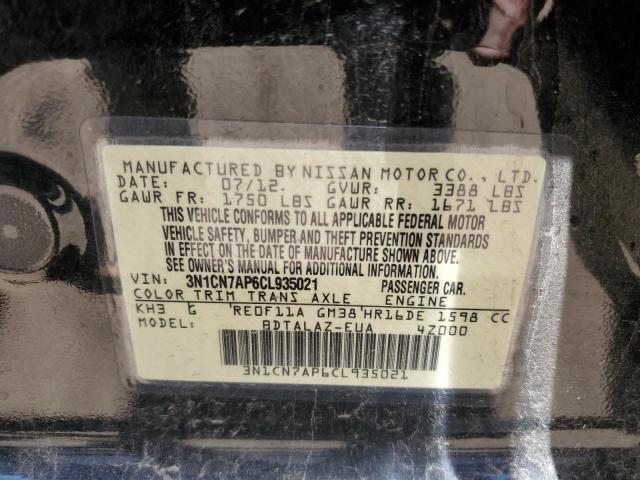 MANUFACTURED BY NISSAN MOTOR CO., LTD.
DATE: 07/12. GVWR: 3388 LBS
GAWR FR: 1750 LBS GAWR RR: 1671 LBS
THIS VEHICLE CONFORMS TO ALL APPLICABLE FEDERAL MOTOR
VEHICLE SAFETY, BUMPER AND THEFT PREVENTION STANDARDS
IN EFFECT ON THE DATE OF MANUFACTURE SHOWN ABOVE.
SEE OWNER'S MANUAL FOR ADDITIONAL INFORMATION
VIN: 3N1CN7AP6CL935021 PASSENGER CAR.
COLOR TRIM TRANS AXLE ENGINE
KH3 G RE0F11A GM38 HR16DE 1598 CC
MODEL: BDTALAZ-EUA 4Z000
3N1CN7AP6CL935021